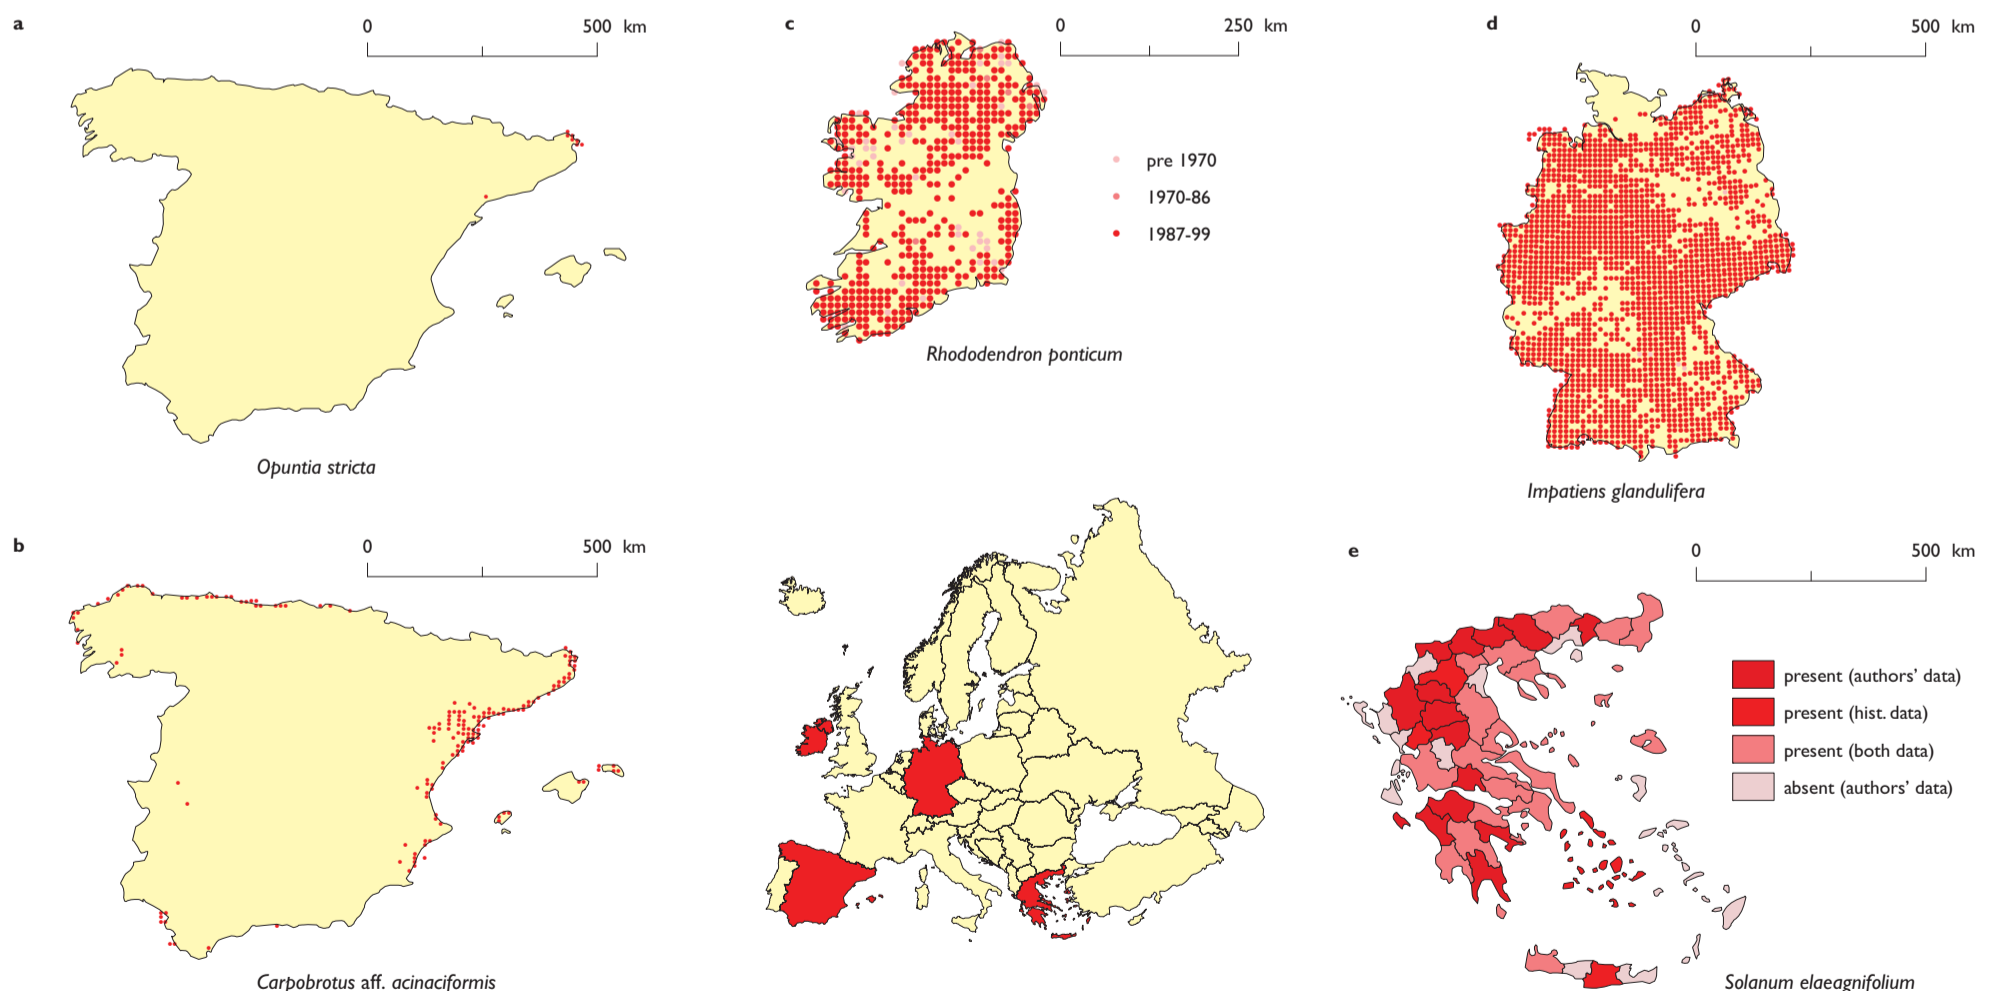 a
0 500 km
Opuntia stricta
b
0 500 km
Carpobrotus aff. acinaciformis
c
0 250 km
pre 1970
1970-86
1987-99
Rhododendron ponticum
d
0 500 km
Impatiens glandulifera
e
0 500 km
present (authors' data)
present (hist. data)
present (both data)
absent (authors' data)
Solanum elaeagnifolium